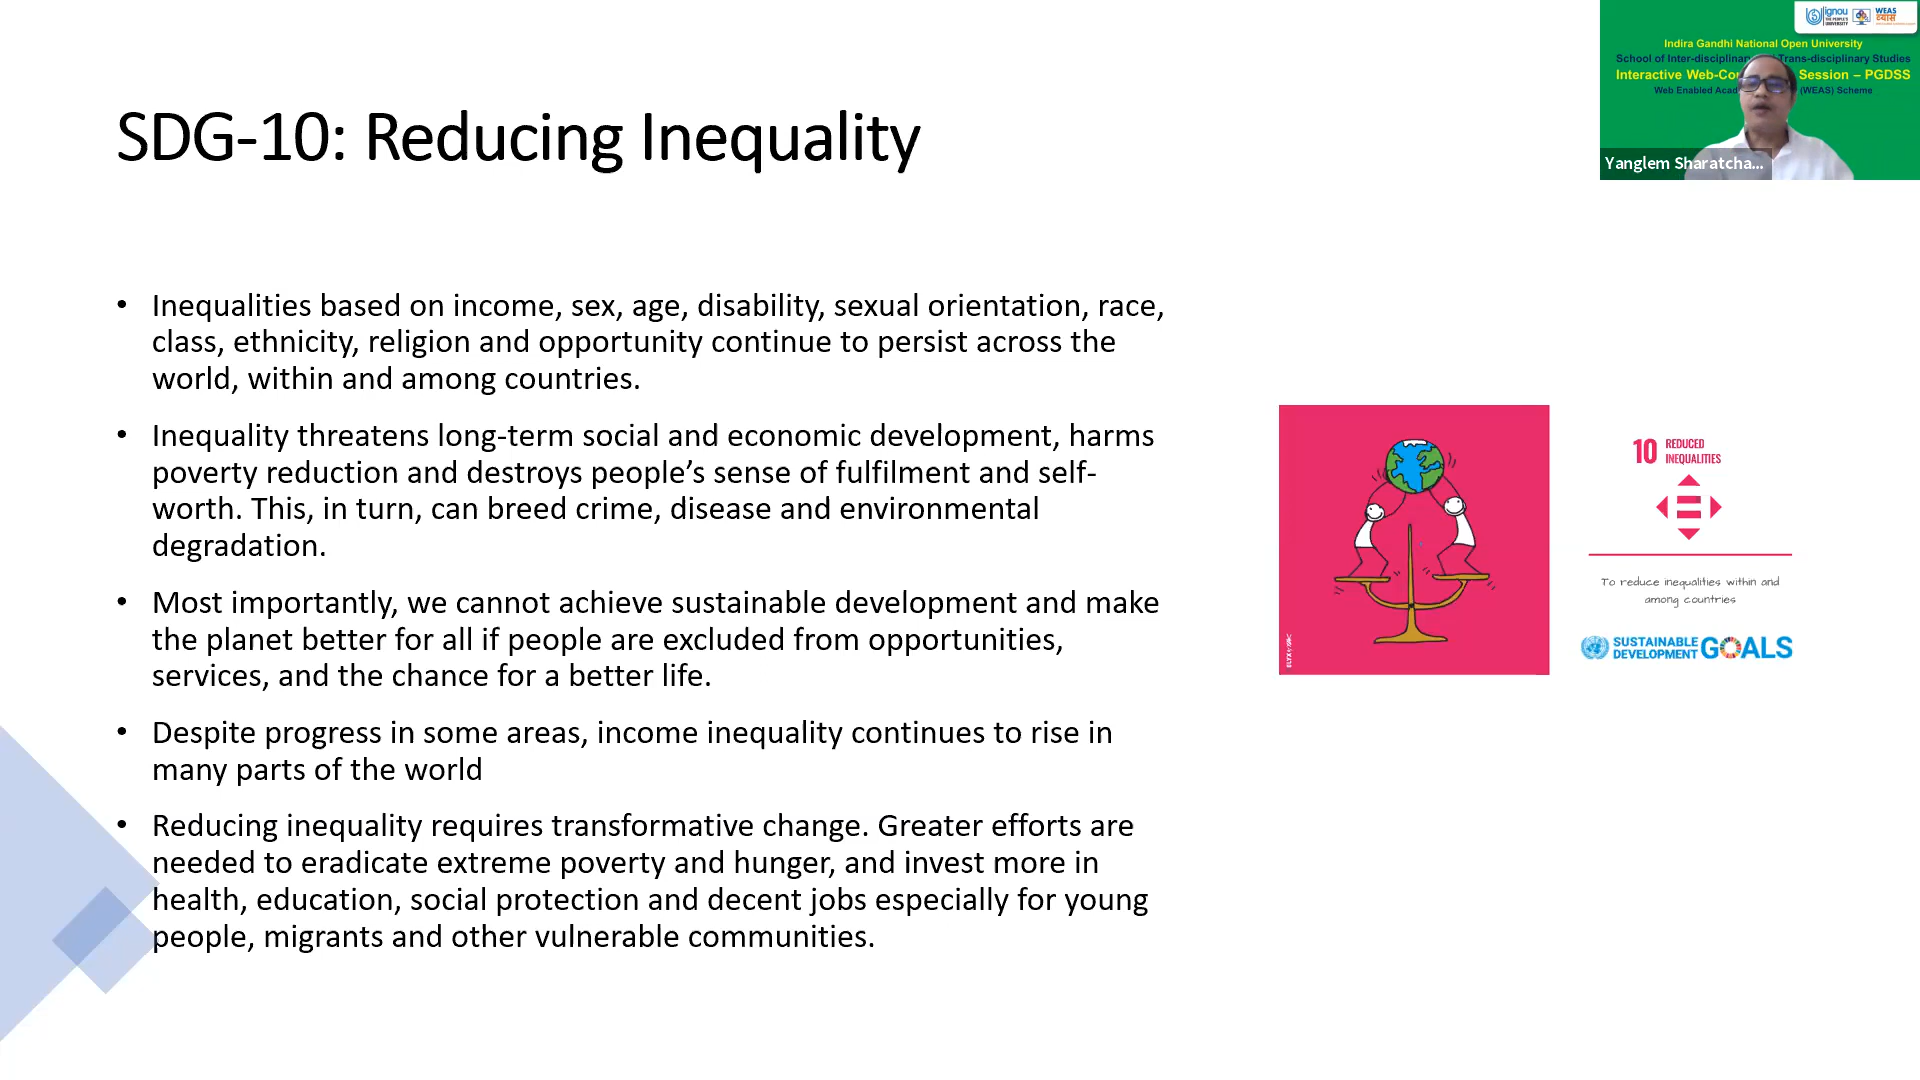 SDG-10: Reducing Inequality
• Inequalities based on income, sex, age, disability, sexual orientation, race,
class, ethnicity, religion and opportunity continue to persist across the
world, within and among countries.
• Inequality threatens long-term social and economic development, harms
poverty reduction and destroys people’s sense of fulfilment and self-
worth. This, in turn, can breed crime, disease and environmental
degradation.
• Most importantly, we cannot achieve sustainable development and make
the planet better for all if people are excluded from opportunities,
services, and the chance for a better life.
• Despite progress in some areas, income inequality continues to rise in
many parts of the world
• Reducing inequality requires transformative change. Greater efforts are
needed to eradicate extreme poverty and hunger, and invest more in
health, education, social protection and decent jobs especially for young
people, migrants and other vulnerable communities.
10 REDUCED
INEQUALITIES
To reduce inequalities within and
among countries
SUSTAINABLE
DEVELOPMENT GOALS
ignou
THE PEOPLE'S
UNIVERSITY
WEAS
व्यास
Indira Gandhi National Open University
School of Inter-disciplinary Trans-disciplinary Studies
Interactive Web-Co Session – PGDSS
Web Enabled Acad (WEAS) Scheme
Yanglem Sharatcha...